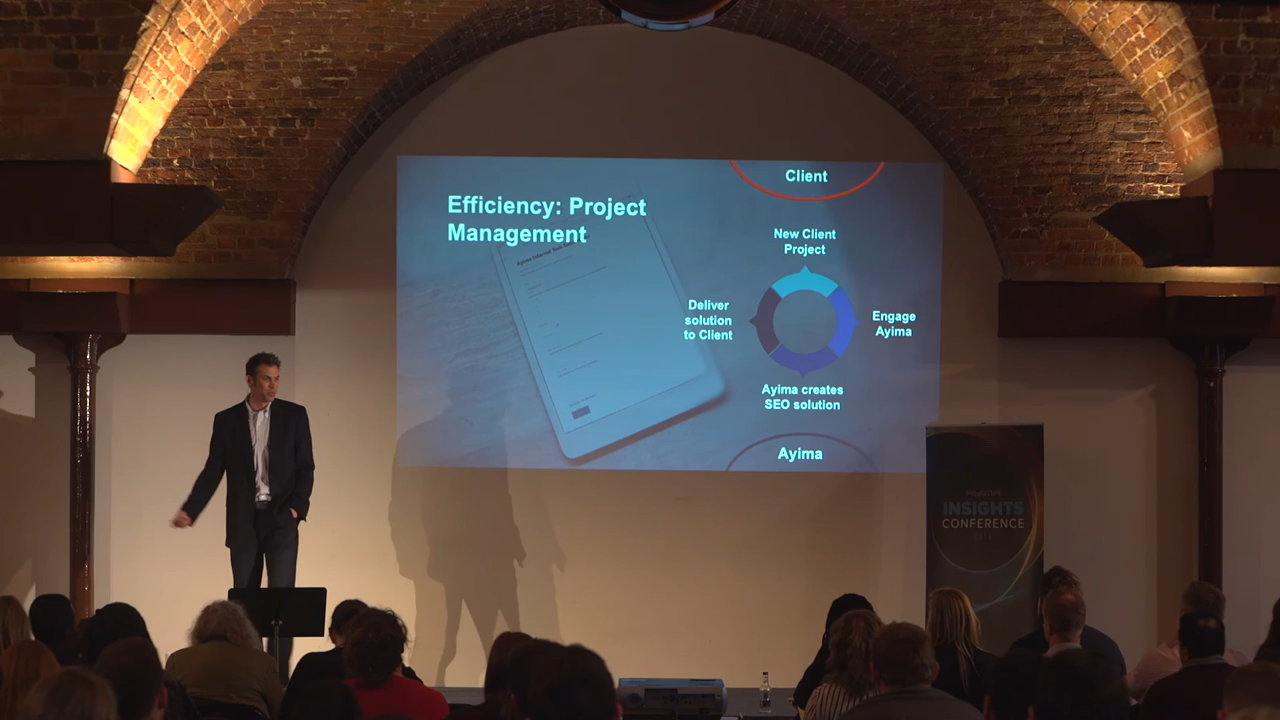 Efficiency: Project
Management
Client
New Client
Project
Engage
Ayima
Ayima creates
SEO solution
Deliver
solution
to Client
Ayima
INSIGHTS
CONFERENCE